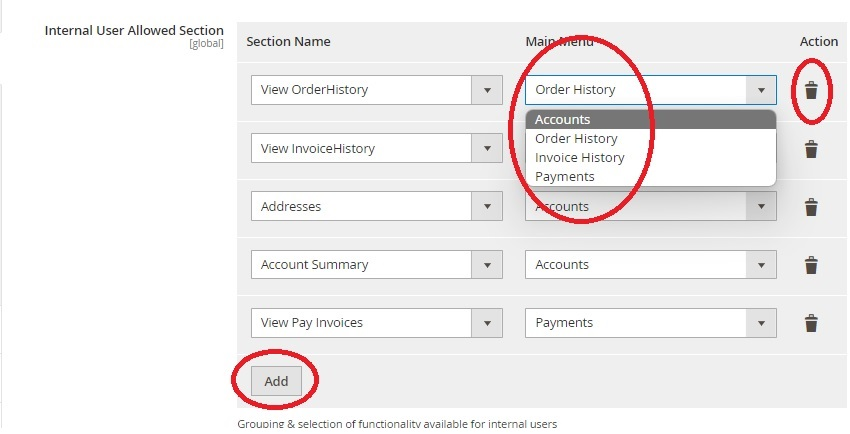 Internal User Allowed Section
[global]
Section Name Main Menu Action
View OrderHistory Order History
Accounts
Order History
View InvoiceHistory
Invoice History
Payments
Addresses Accounts
Account Summary Accounts
View Pay Invoices Payments
Add
Grouping & selection of functionality available for internal users